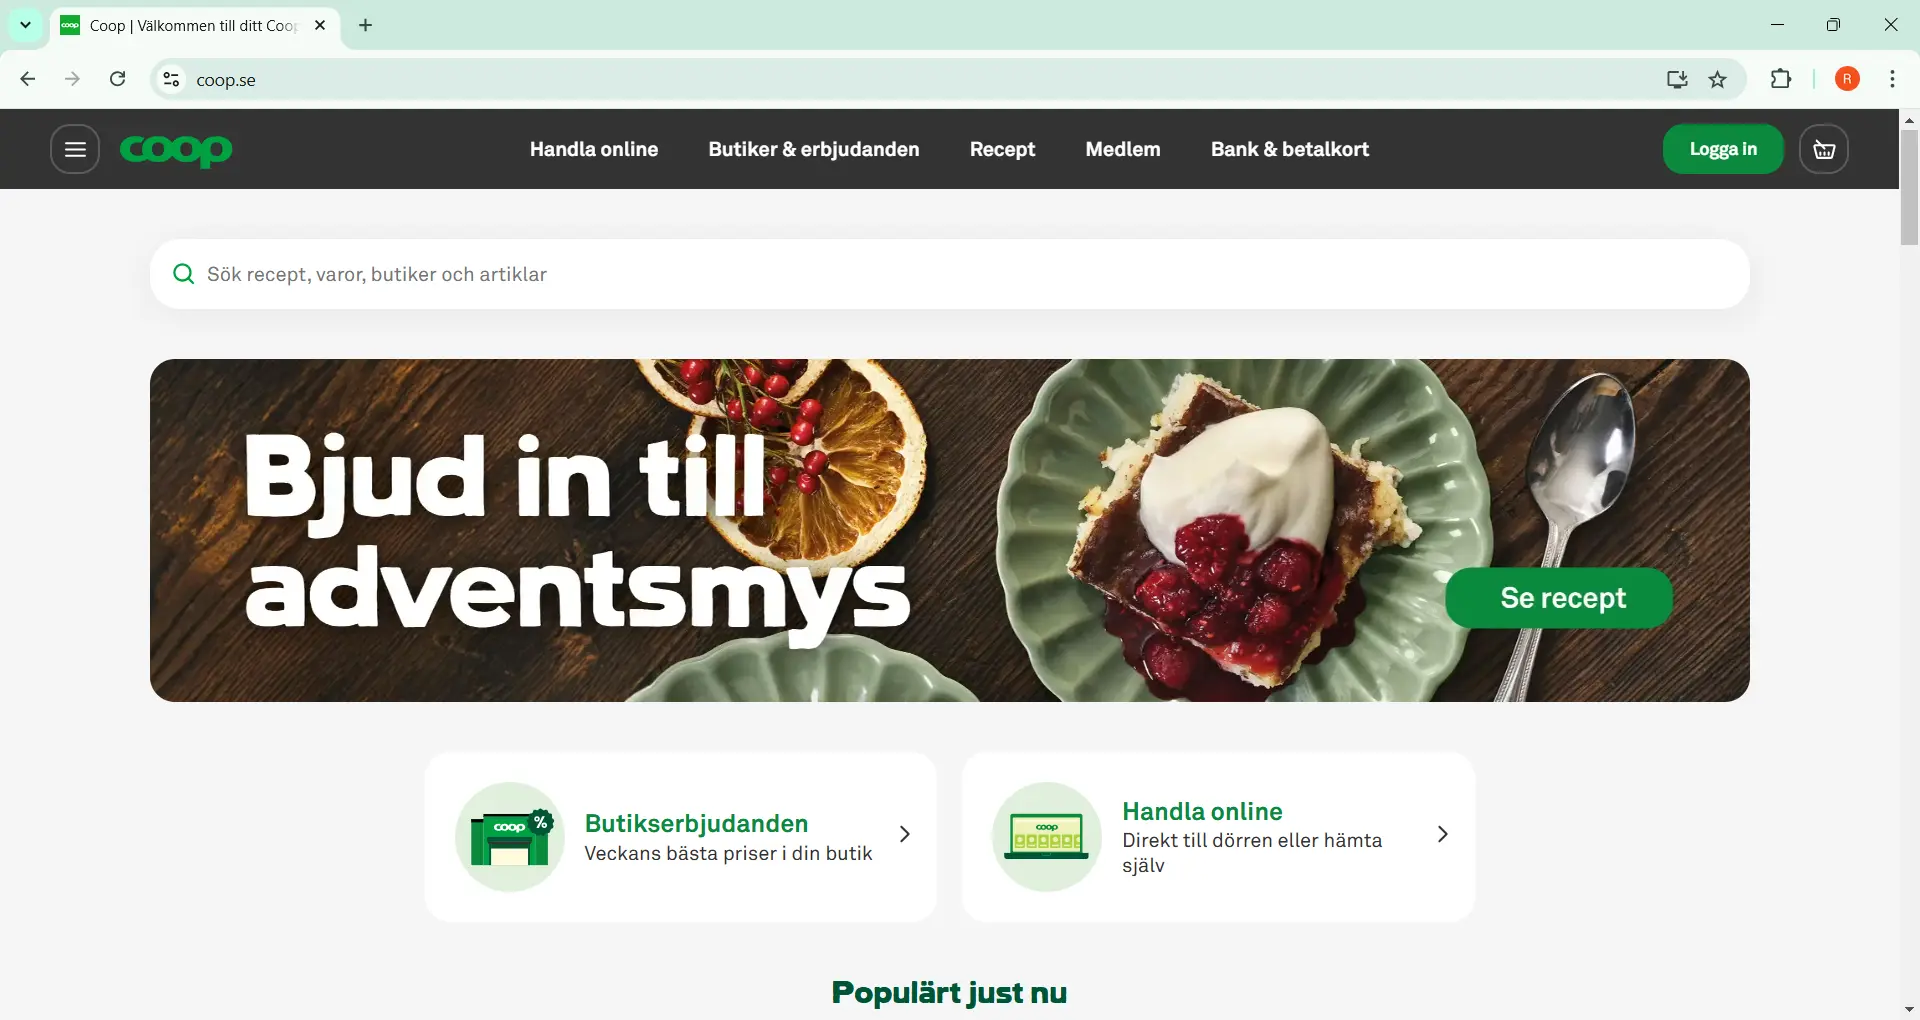 Coop | Välkommen till ditt Coop
coop.se
R
coop
Handla online
Butiker & erbjudanden
Recept
Medlem
Bank & betalkort
Logga in
Sök recept, varor, butiker och artiklar
Bjud in till
adventsmys
Se recept
coop %
Butikserbjudanden
Veckans bästa priser i din butik
coop
Handla online
Direkt till dörren eller hämta
själv
Populärt just nu